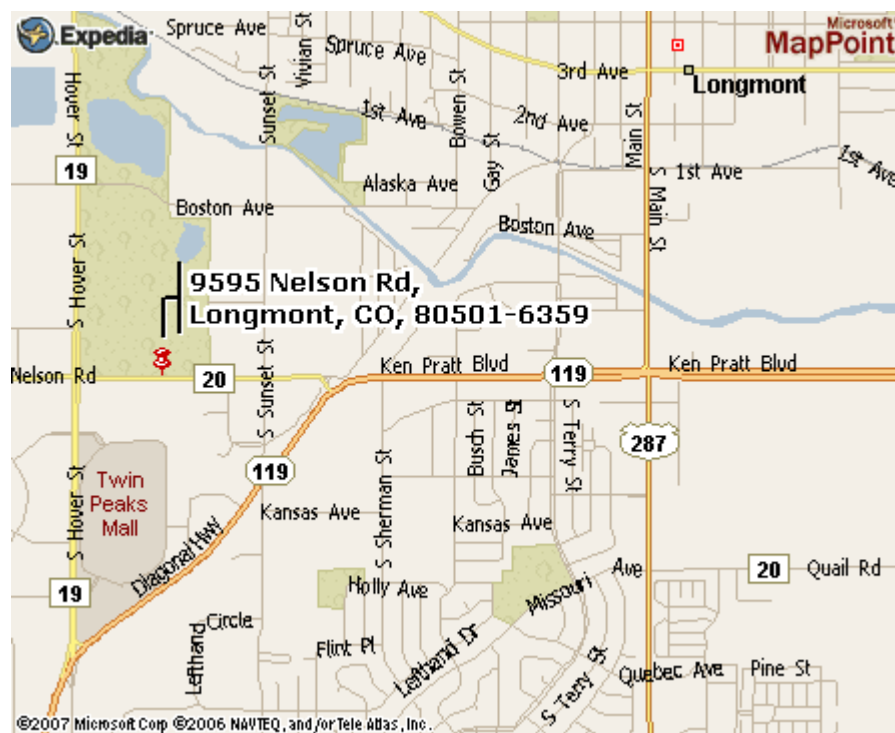 Expedia
Microsoft
MapPoint
Spruce Ave
Vivian St
Spruce Ave
Hover St
Sunset St
3rd Ave
Longmont
1st Ave
Bowen St
2nd Ave
Main St
19
Gay St
S Main St
1st Ave
1st Ave
Alaska Ave
Boston Ave
Boston Ave
S Hover St
9595 Nelson Rd,
Longmont, CO, 80501-6359
S Sunset St
Nelson Rd
20
Ken Pratt Blvd
119
Ken Pratt Blvd
Busch St
James St
S Terry St
287
S Hover St
Twin
Peaks
Mall
119
S Sherman St
Kansas Ave
Kansas Ave
Diagonal Hwy
19
Holly Ave
Missouri Ave
20
Quail Rd
Lefthand
Circle
Flint Pl
Lefthand Dr
S Terry St
Quebec Ave
Pine St
©2007 Microsoft Corp ©2006 NAVTEQ, and/or Tele Atlas, Inc.